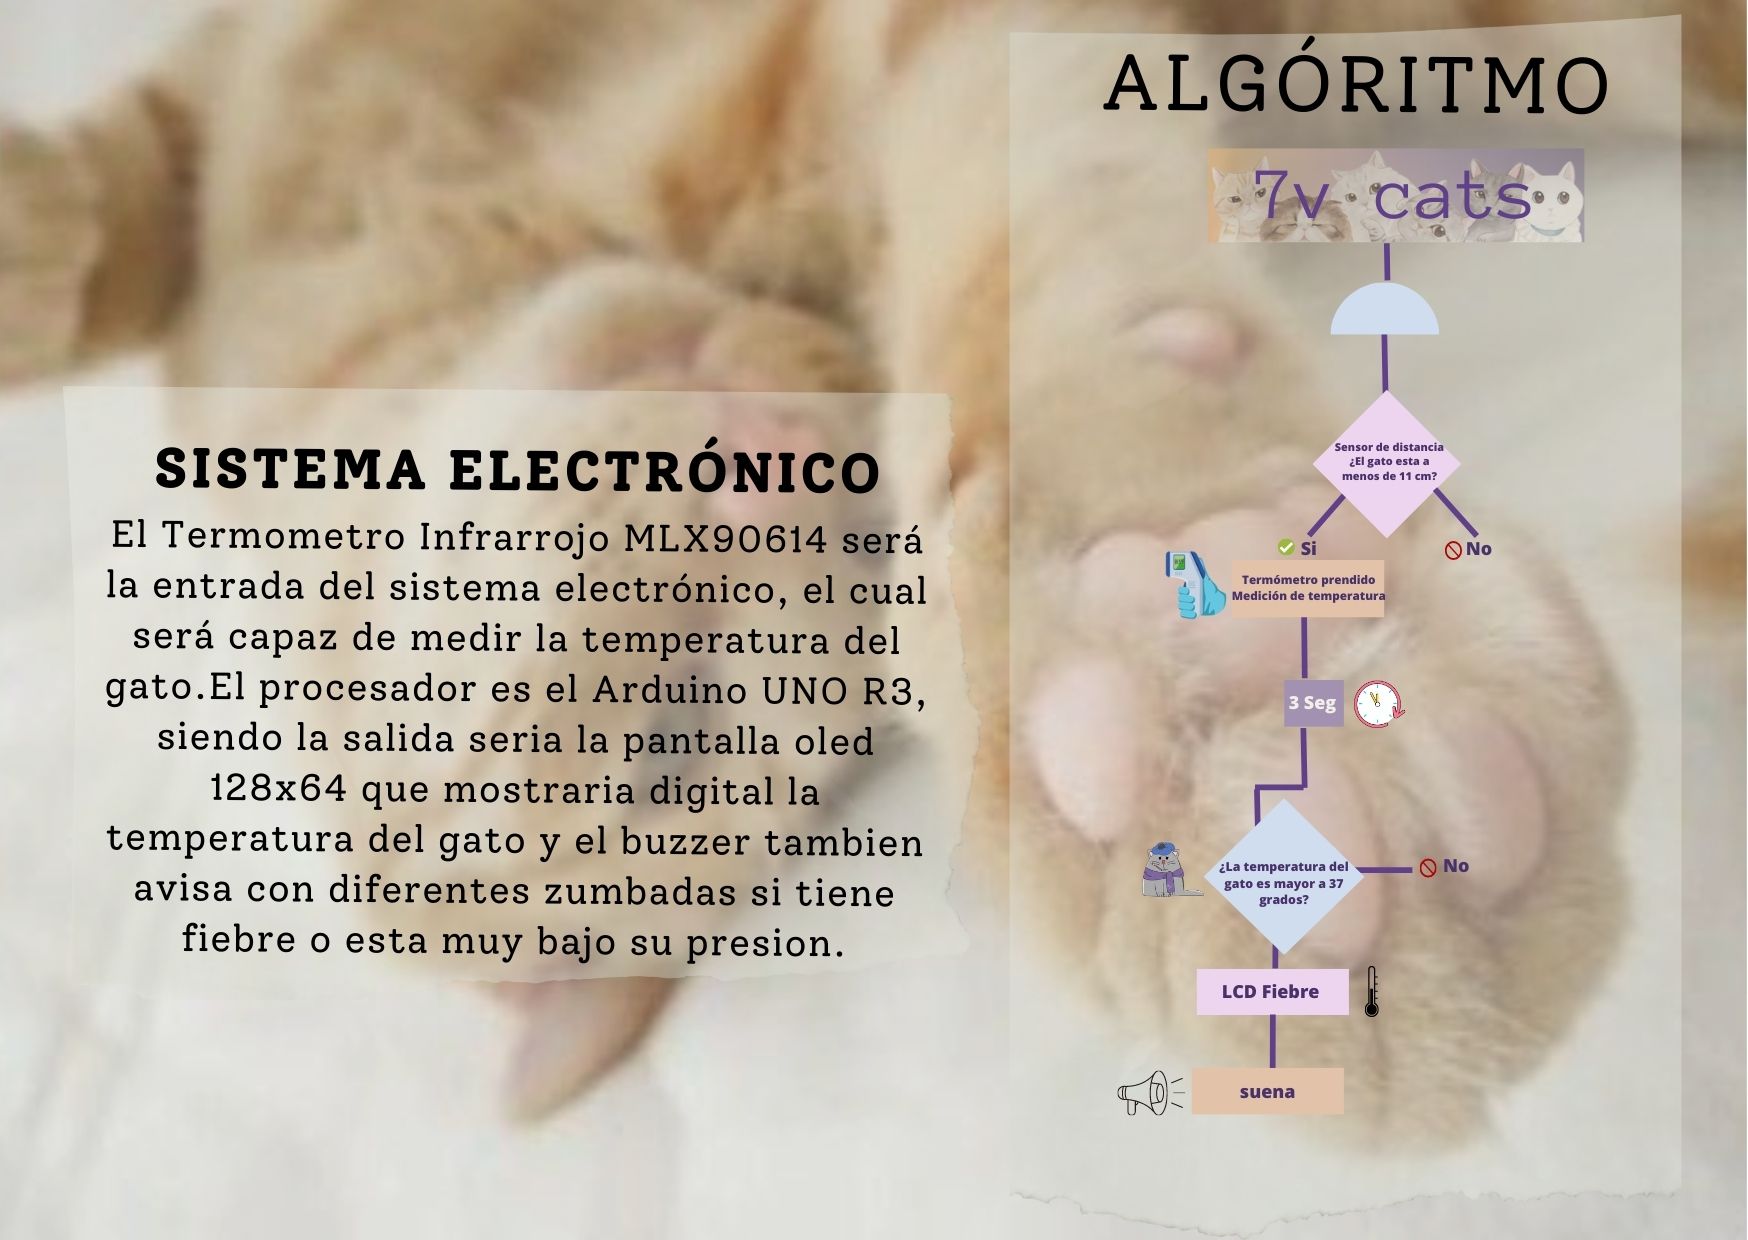 SISTEMA ELECTRÓNICO
El Termometro Infrarrojo MLX90614 será
la entrada del sistema electrónico, el cual
será capaz de medir la temperatura del
gato.El procesador es el Arduino UNO R3,
siendo la salida seria la pantalla oled
128x64 que mostraria digital la
temperatura del gato y el buzzer tambien
avisa con diferentes zumbadas si tiene
fiebre o esta muy bajo su presion.
ALGÓRITMO
7v cats
Sensor de distancia
¿El gato esta a
menos de 11 cm?
Si
No
Termómetro prendido
Medición de temperatura
3 Seg
¿La temperatura del
gato es mayor a 37
grados?
No
LCD Fiebre
suena